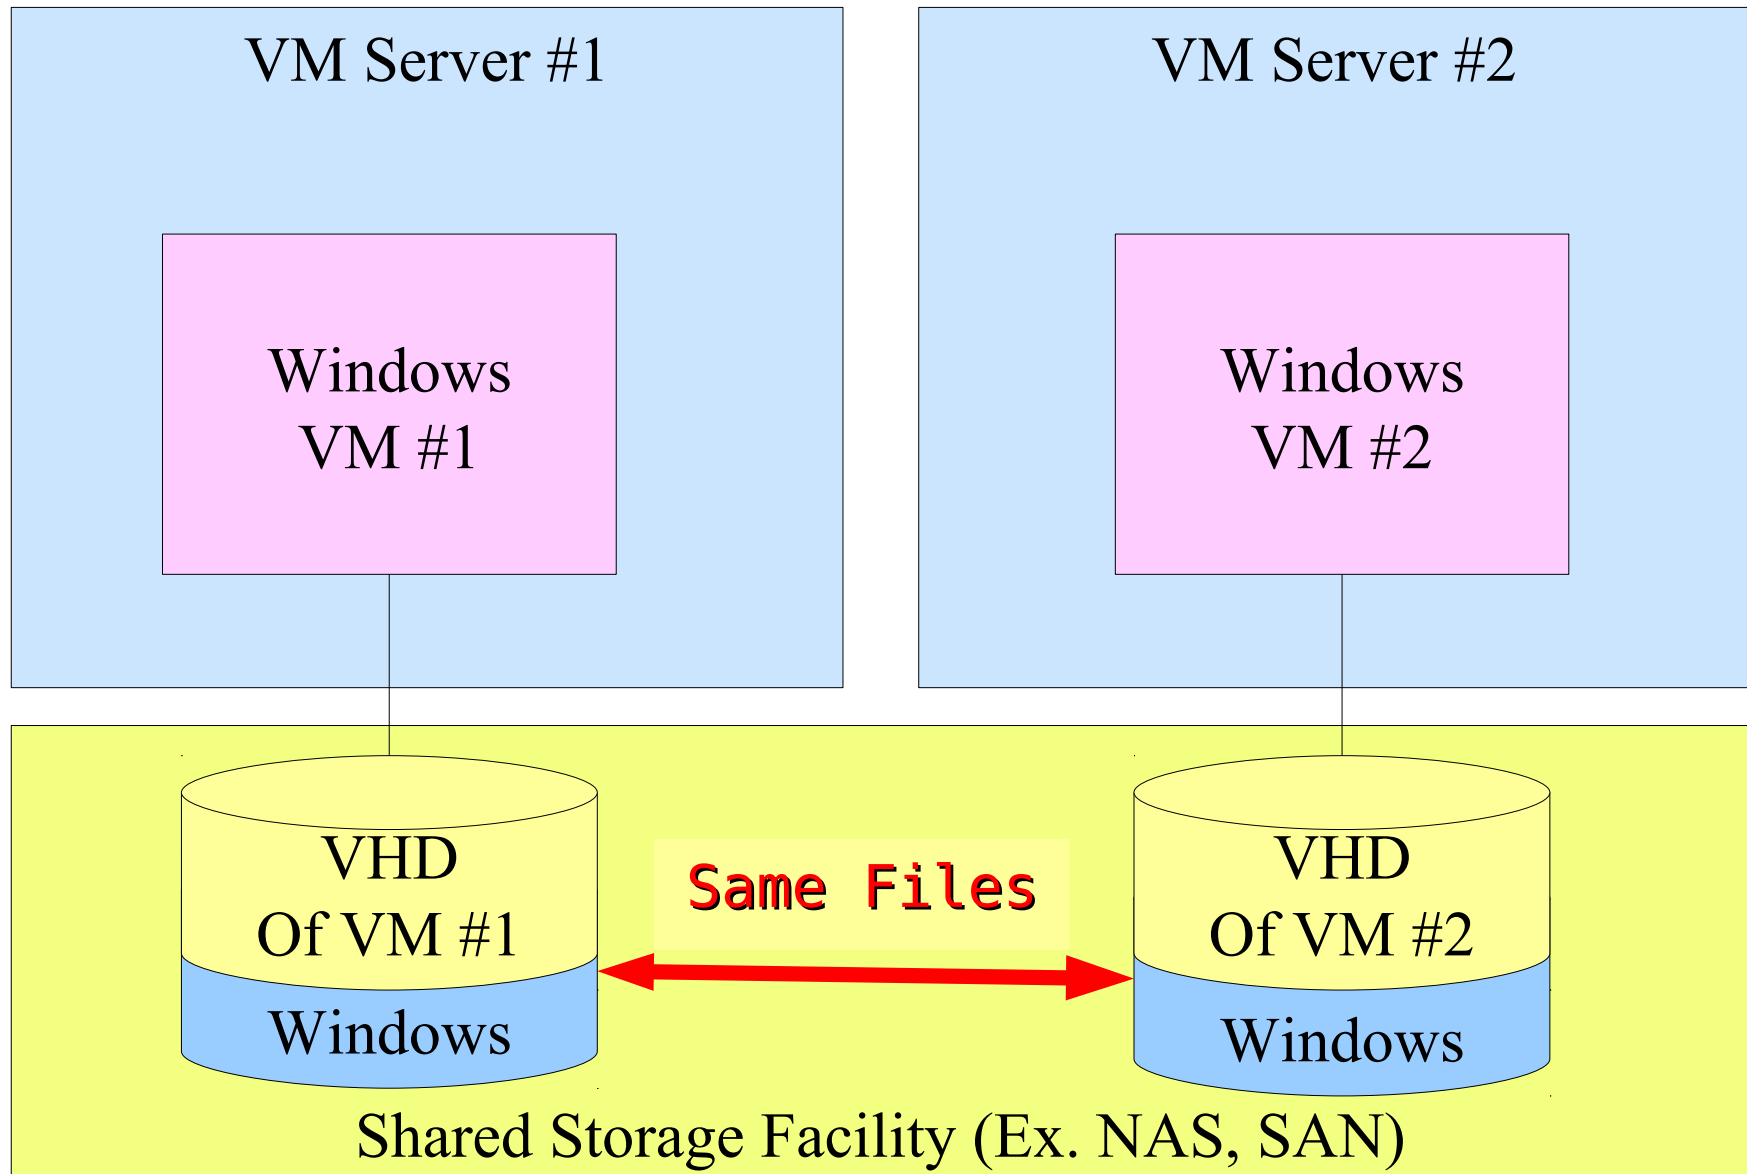 VM Server #1
VM Server #2
Windows
VM #1
Windows
VM #2
VHD
Of VM #1
Windows
Same Files
VHD
Of VM #2
Windows
Shared Storage Facility (Ex. NAS, SAN)